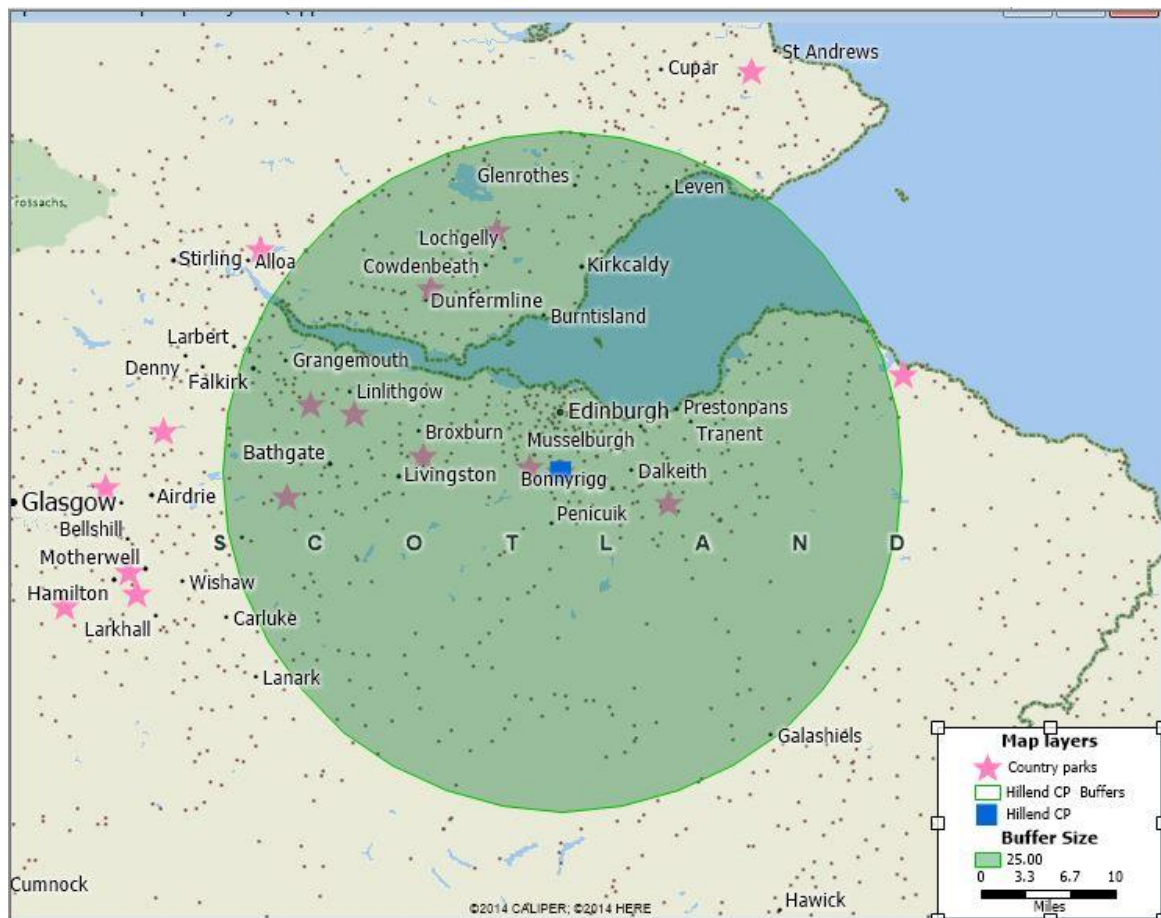 St Andrews
Cupar
Glenrothes
Leven
rossachs,
Lochgelly
Stirling
Alloa
Cowdenbeath
Kirkcaldy
Dunfermline
Burntisland
Larbert
Grangemouth
Denny
Falkirk
Linlithgow
Edinburgh
Prestonpans
Broxburn
Musselburgh
Tranent
Bathgate
Livingston
Bonnyrigg
Dalkeith
Glasgow
Airdrie
Penicuik
Bellshill
S C O T L A N D
Motherwell
Wishaw
Hamilton
Carluke
Larkhall
Lanark
Galashiels
Map layers
Country parks
Hillend CP Buffers
Hillend CP
Buffer Size
25.00
0 3.3 6.7 10
Miles
Cumnock
Hawick
©2014 CALIPER; ©2014 HERE